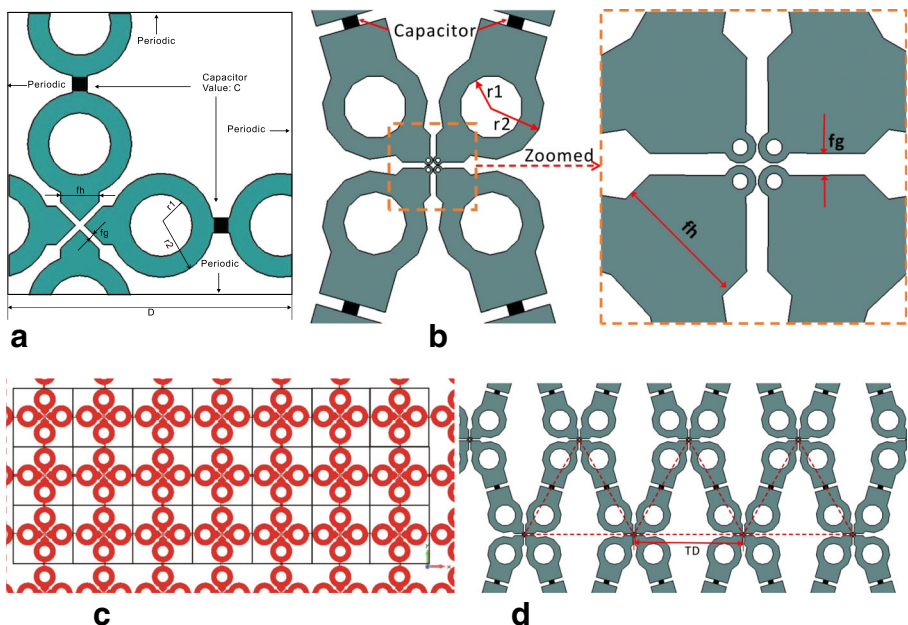 Periodic
Periodic
Capacitor
Value: C
Periodic
fh
r1
fg
r2
Periodic
D
a
Capacitor
r1
r2
Zoomed
b
fg
fh
c
TD
d